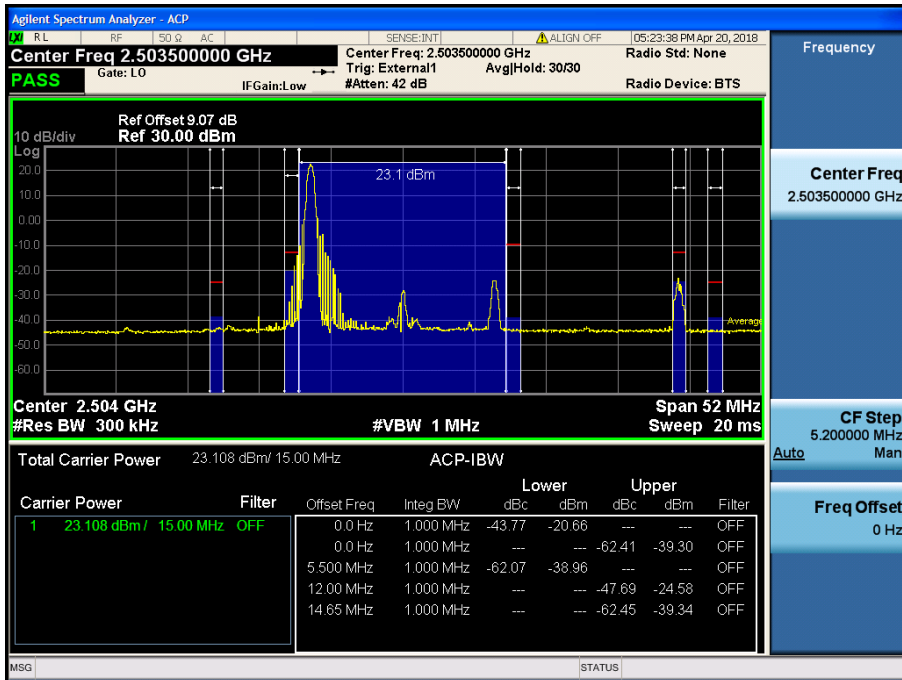 Agilent Spectrum Analyzer - ACP
LXI RL RF 50 Ω AC SENSE:INT ALIGN OFF 05:23:38 PM Apr 20, 2018
Center Freq 2.503500000 GHz Center Freq: 2.503500000 GHz Radio Std: None
Trig: External1 Avg|Hold: 30/30
PASS Gate: LO IFGain:Low #Atten: 42 dB Radio Device: BTS
Frequency
Ref Offset 9.07 dB
10 dB/div Ref 30.00 dBm
Log
20.0
10.0
0.00
-10.0
-20.0
-30.0
-40.0
-50.0
-60.0
23.1 dBm
Average
Center 2.504 GHz Span 52 MHz
#Res BW 300 kHz #VBW 1 MHz Sweep 20 ms
Center Freq
2.503500000 GHz
CF Step
5.200000 MHz
Auto Man
Freq Offset
0 Hz
Total Carrier Power 23.108 dBm/ 15.00 MHz ACP-IBW
Lower Upper
Carrier Power Filter Offset Freq Integ BW dBc dBm dBc dBm Filter
1 23.108 dBm / 15.00 MHz OFF
0.0 Hz 1.000 MHz -43.77 -20.66 --- --- OFF
0.0 Hz 1.000 MHz --- --- -62.41 -39.30 OFF
5.500 MHz 1.000 MHz -62.07 -38.96 --- --- OFF
12.00 MHz 1.000 MHz --- --- -47.69 -24.58 OFF
14.65 MHz 1.000 MHz --- --- -62.45 -39.34 OFF
MSG STATUS